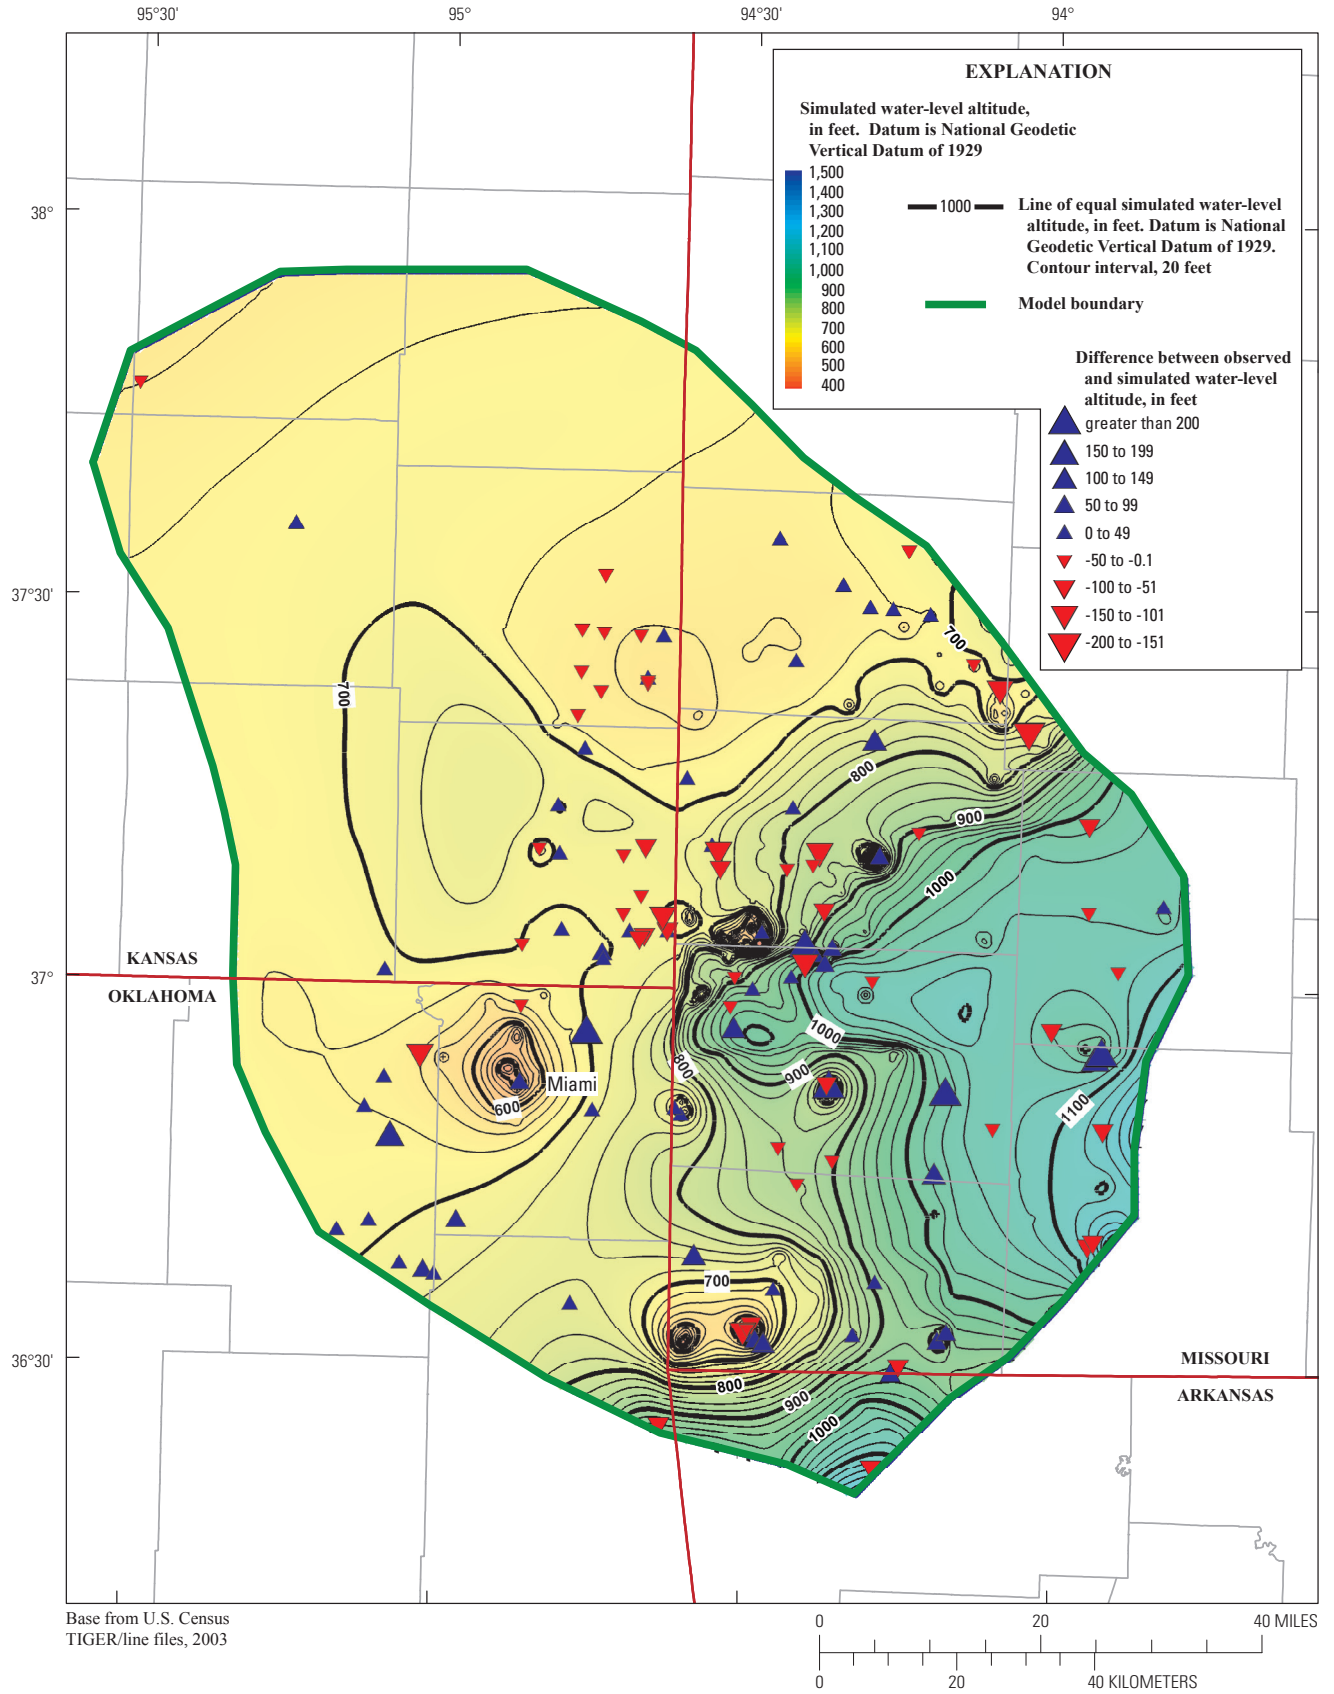 95°30'
95°
94°30'
94°
38°
37°30'
37°
36°30'
EXPLANATION
Simulated water-level altitude,
in feet. Datum is National Geodetic
Vertical Datum of 1929
1,500
1,400
1,300
1,200
1,100
1,000
900
800
700
600
500
400
1000
Line of equal simulated water-level
altitude, in feet. Datum is National
Geodetic Vertical Datum of 1929.
Contour interval, 20 feet
Model boundary
Difference between observed
and simulated water-level
altitude, in feet
greater than 200
150 to 199
100 to 149
50 to 99
0 to 49
-50 to -0.1
-100 to -51
-150 to -101
-200 to -151
700
700
800
900
1000
KANSAS
OKLAHOMA
1000
800
900
Miami
600
1100
700
MISSOURI
ARKANSAS
800
900
1000
Base from U.S. Census
TIGER/line files, 2003
0 20 40 MILES
0 20 40 KILOMETERS